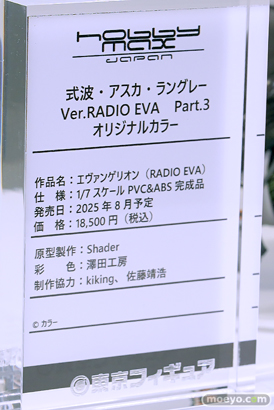 hobby
max
JAPAN
式波・アスカ・ラングレー
Ver.RADIO EVA Part.3
オリジナルカラー
作品名：エヴァンゲリオン（RADIO EVA）
仕　様：1/7 スケール PVC&ABS 完成品
発売日：2025 年 8 月予定
価　格：18,500 円（税込）
原型製作：Shader
彩　　色：澤田工房
制作協力：kiking、佐藤靖浩
© カラー
@東京フィギュア
moeyo.com